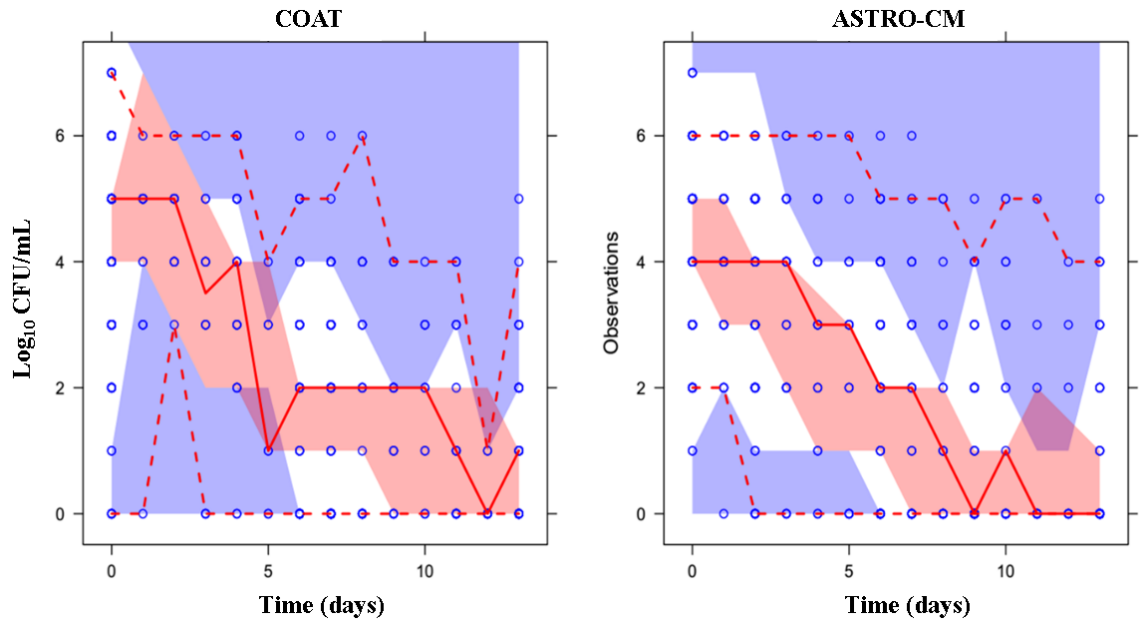 COAT
ASTRO-CM
Log10 CFU/mL
6
4
2
0
0 5 10
Time (days)
Observations
6
4
2
0
0 5 10
Time (days)